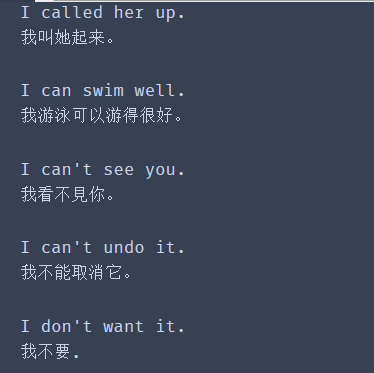 I called her up.
我叫她起来。
I can swim well.
我游泳可以游得很好。
I can't see you.
我看不見你。
I can't undo it.
我不能取消它。
I don't want it.
我不要.